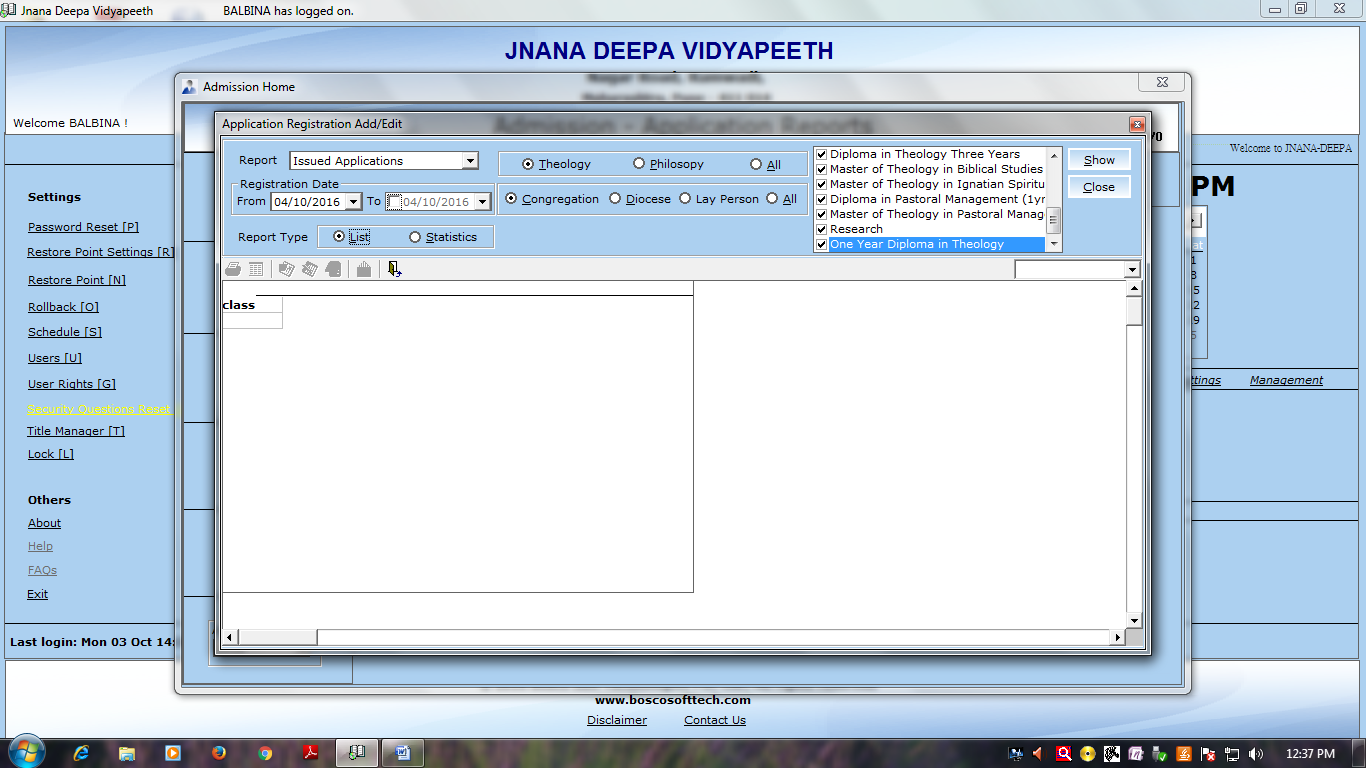 Jnana Deepa Vidyapeeth BALBINA has logged on.
JNANA DEEPA VIDYAPEETH
Admission Home
Welcome BALBINA !
Application Registration Add/Edit
Admission - Application Reports
Report Issued Applications
Theology Philosopy All
Registration Date
From 04/10/2016 To 04/10/2016
Congregation Diocese Lay Person All
Report Type List Statistics
Diploma in Theology Three Years
Master of Theology in Biblical Studies
Master of Theology in Ignatian Spiritu
Diploma in Pastoral Management (1yr
Master of Theology in Pastoral Manag
Research
One Year Diploma in Theology
Show
Close
Welcome to JNANA-DEEPA
PM
class
Settings
Password Reset [P]
Restore Point Settings [R]
Restore Point [N]
Rollback [O]
Schedule [S]
Users [U]
User Rights [G]
Security Questions Reset
Title Manager [T]
Lock [L]
Others
About
Help
FAQs
Exit
ttings Management
Last login: Mon 03 Oct 14:
www.boscosofttech.com
Disclaimer Contact Us
12:37 PM